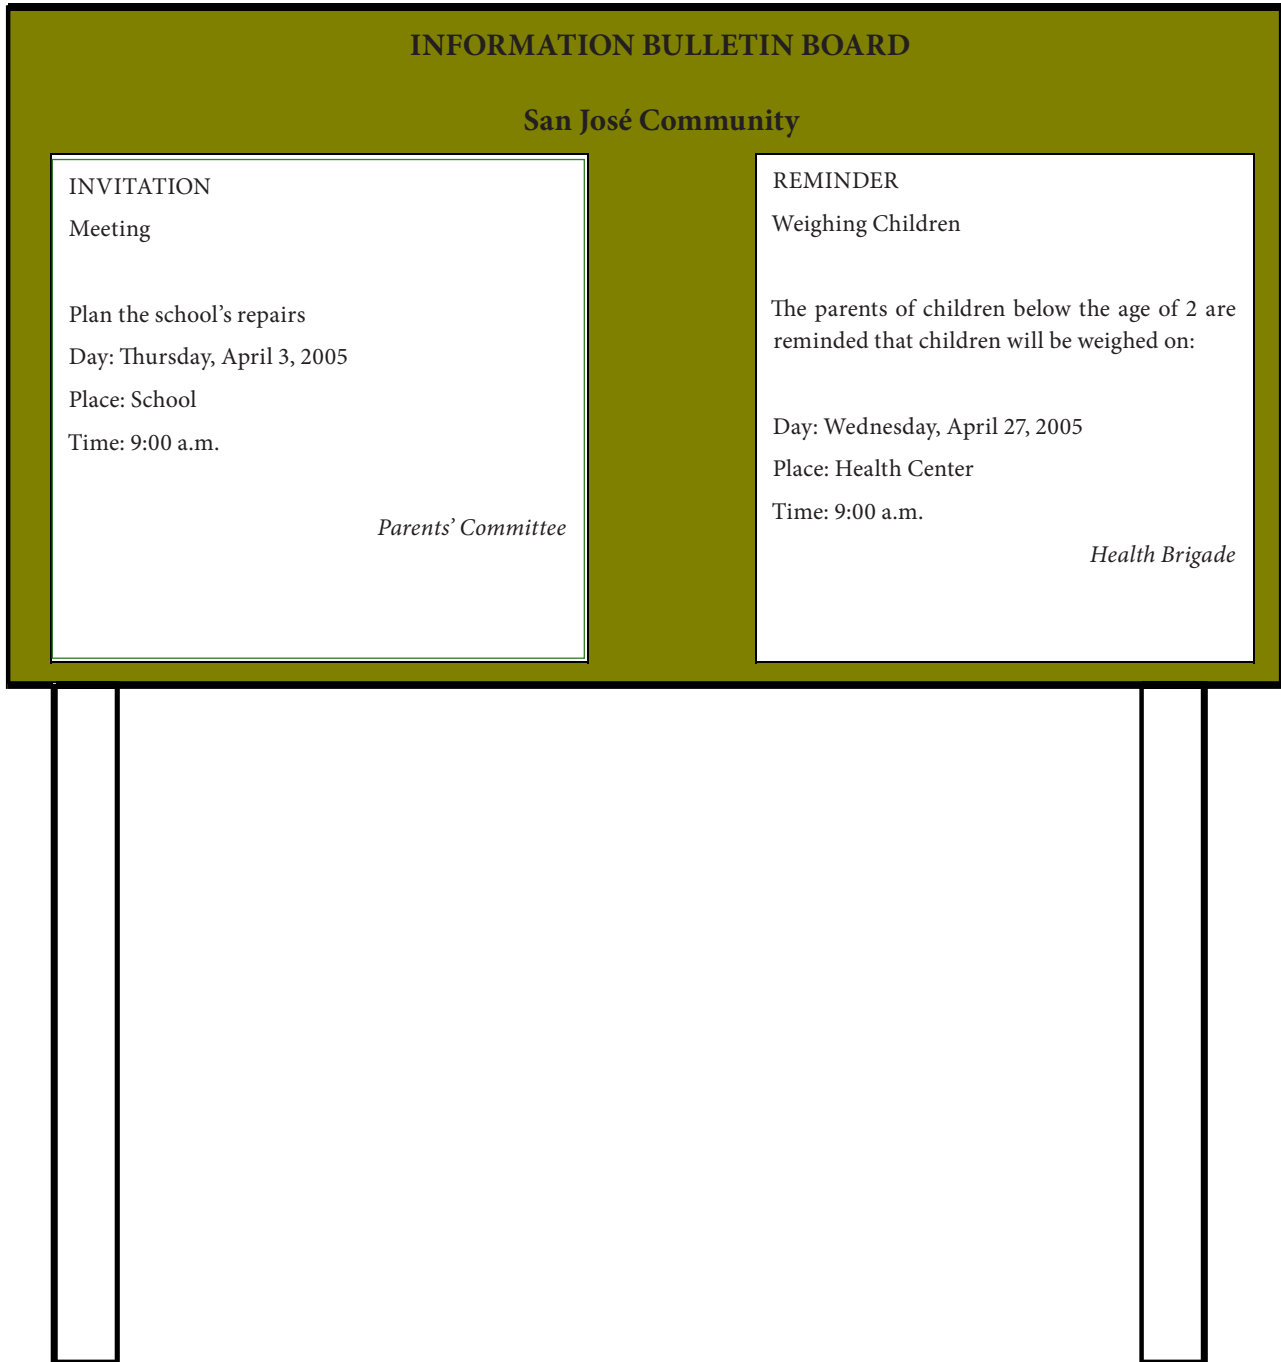 INFORMATION BULLETIN BOARD
San José Community
INVITATION
Meeting
Plan the school's repairs
Day: Thursday, April 3, 2005
Place: School
Time: 9:00 a.m.
Parents' Committee
REMINDER
Weighing Children
The parents of children below the age of 2 are
reminded that children will be weighed on:
Day: Wednesday, April 27, 2005
Place: Health Center
Time: 9:00 a.m.
Health Brigade